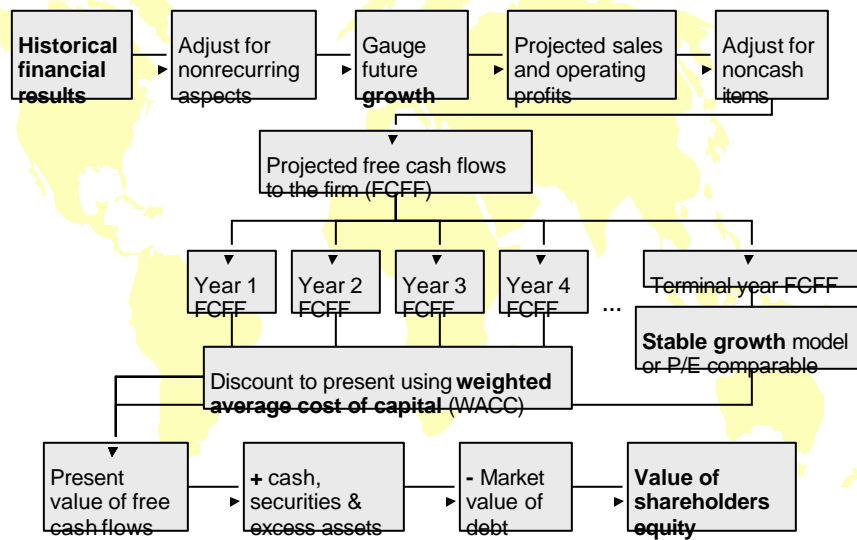 Historical
financial
results
Adjust for
nonrecurring
aspects
Gauge
future
growth
Projected sales
and operating
profits
Adjust for
noncash
items
Projected free cash flows
to the firm (FCFF)
Year 1
FCFF
Year 2
FCFF
Year 3
FCFF
Year 4
FCFF
...
Terminal year FCFF
Stable growth model
or P/E comparable
Discount to present using weighted
average cost of capital (WACC)
Present
value of free
cash flows
+ cash,
securities &
excess assets
- Market
value of
debt
Value of
shareholders
equity